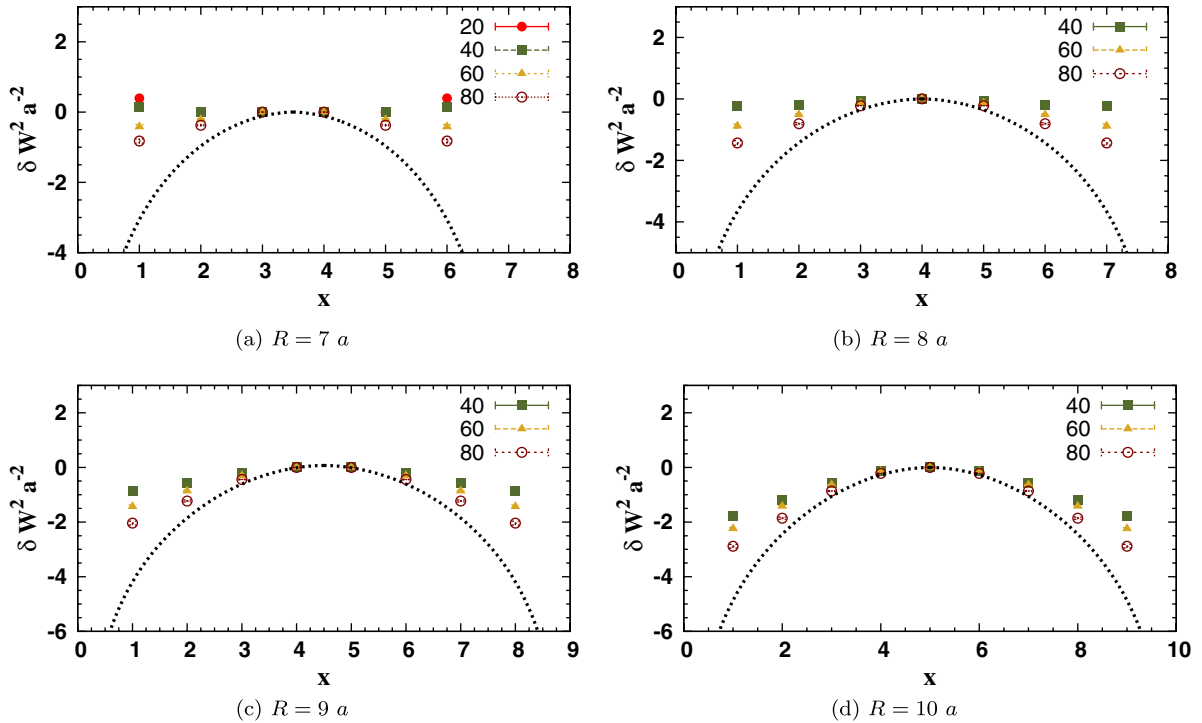 2
0
-2
-4
0 1 2 3 4 5 6 7 8
δ W² a⁻²
x
20
40
60
80
(a) R = 7 a
2
0
-2
-4
0 1 2 3 4 5 6 7 8
δ W² a⁻²
x
40
60
80
(b) R = 8 a
2
0
-2
-4
-6
0 1 2 3 4 5 6 7 8 9
δ W² a⁻²
x
40
60
80
(c) R = 9 a
2
0
-2
-4
-6
0 2 4 6 8 10
δ W² a⁻²
x
40
60
80
(d) R = 10 a